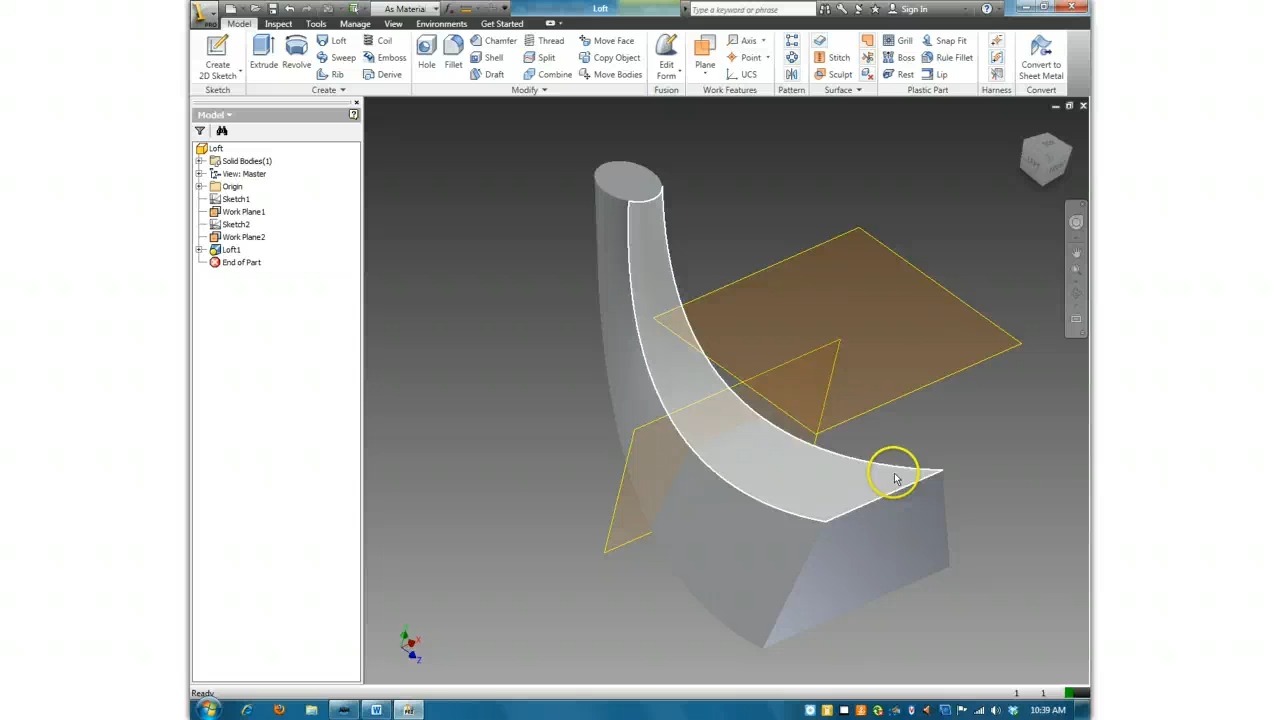 As Materia
Loft
Type a keyword or phrase
Sign In
PRO
Model
Inspect
Tools
Manage
View
Environments
Get Started
Create
2D Sketch
Extrude
Revolve
Loft
Sweep
Rib
Coil
Emboss
Derive
Hole
Fillet
Chamfer
Shell
Draft
Thread
Split
Combine
Move Face
Copy Object
Move Bodies
Edit
Form
Plane
Axis
Point
UCS
Stitch
Sculpt
Grill
Boss
Rest
Snap Fit
Rule Fillet
Lip
Convert to
Sheet Metal
Sketch
Create
Modify
Fusion
Work Features
Pattern
Surface
Plastic Part
Harness
Convert
Model
Loft
Solid Bodies(1)
View: Master
Origin
Sketch1
Work Plane1
Sketch2
Work Plane2
Loft1
End of Part
Z
Ready
1 1
10:39 AM